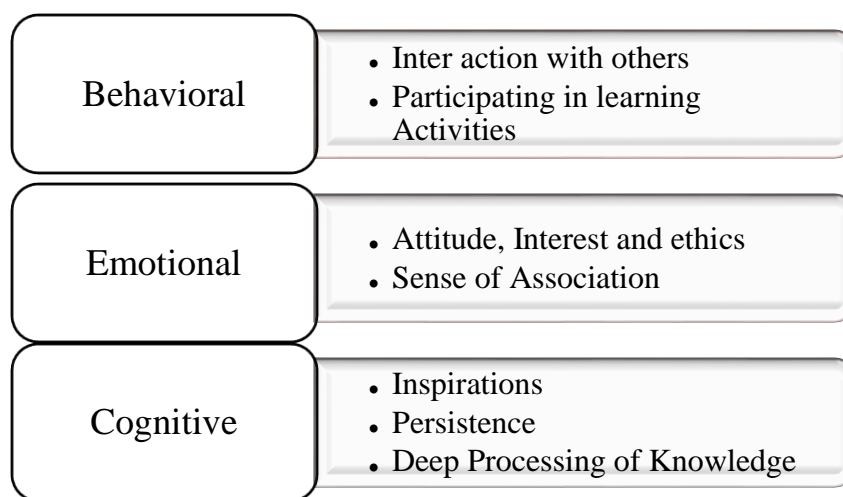 Behavioral
• Inter action with others
• Participating in learning
Activities
Emotional
• Attitude, Interest and ethics
• Sense of Association
Cognitive
• Inspirations
• Persistence
• Deep Processing of Knowledge